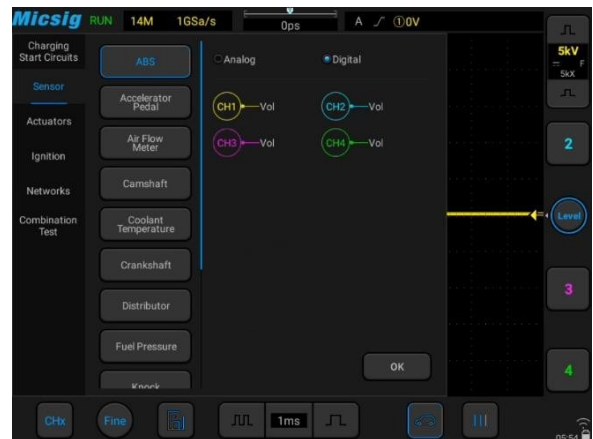 Micsig RUN 14M 1GSa/s 0ps A ①0V
Charging
Start Circuits
Sensor
Actuators
Ignition
Networks
Combination
Test
ABS
Accelerator
Pedal
Air Flow
Meter
Camshaft
Coolant
Temperature
Crankshaft
Distributor
Fuel Pressure
Knock
Analog Digital
CH1 Vol CH2 Vol
CH3 Vol CH4 Vol
OK
5kV
F
5kX
2
Level
3
4
CHx Fine 1ms
05:54